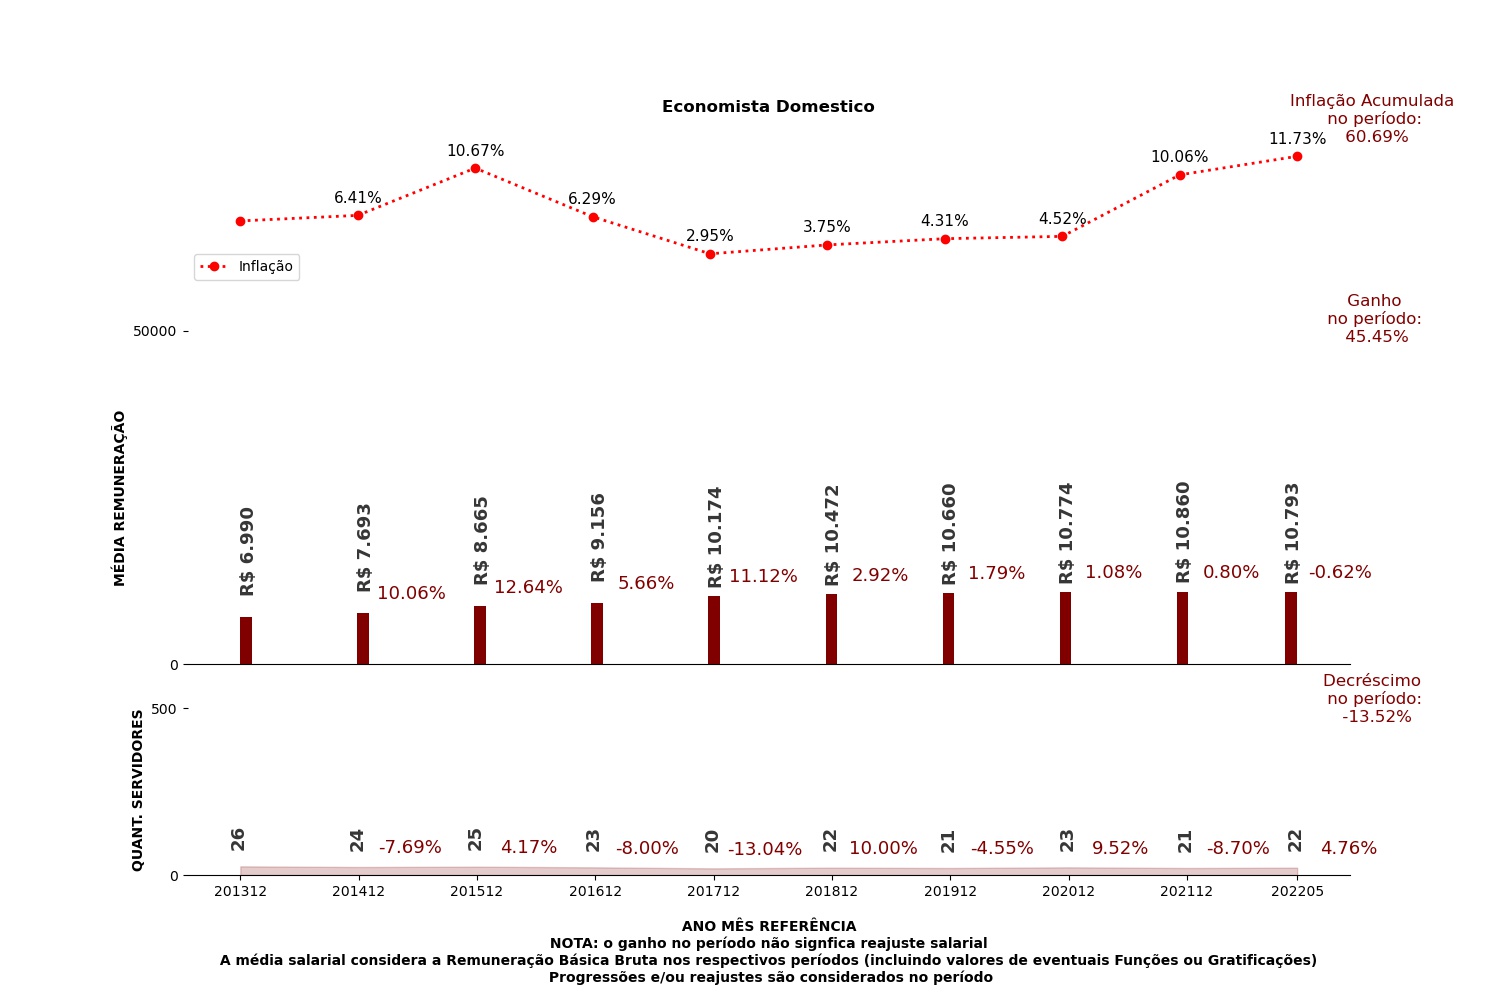 Economista Domestico
Inflação Acumulada
no período:
60.69%
6.41%
10.67%
6.29%
2.95%
3.75%
4.31%
4.52%
10.06%
11.73%
Inflação
Ganho
no período:
45.45%
50000
0
MÉDIA REMUNERAÇÃO
R$ 6.990
R$ 7.693
R$ 8.665
R$ 9.156
R$ 10.174
R$ 10.472
R$ 10.660
R$ 10.774
R$ 10.860
R$ 10.793
10.06%
12.64%
5.66%
11.12%
2.92%
1.79%
1.08%
0.80%
-0.62%
Decréscimo
no período:
-13.52%
500
0
QUANT. SERVIDORES
26
24
25
23
20
22
21
23
21
22
-7.69%
4.17%
-8.00%
-13.04%
10.00%
-4.55%
9.52%
-8.70%
4.76%
201312
201412
201512
201612
201712
201812
201912
202012
202112
202205
ANO MÊS REFERÊNCIA
NOTA: o ganho no período não signfica reajuste salarial
A média salarial considera a Remuneração Básica Bruta nos respectivos períodos (incluindo valores de eventuais Funções ou Gratificações)
Progressões e/ou reajustes são considerados no período